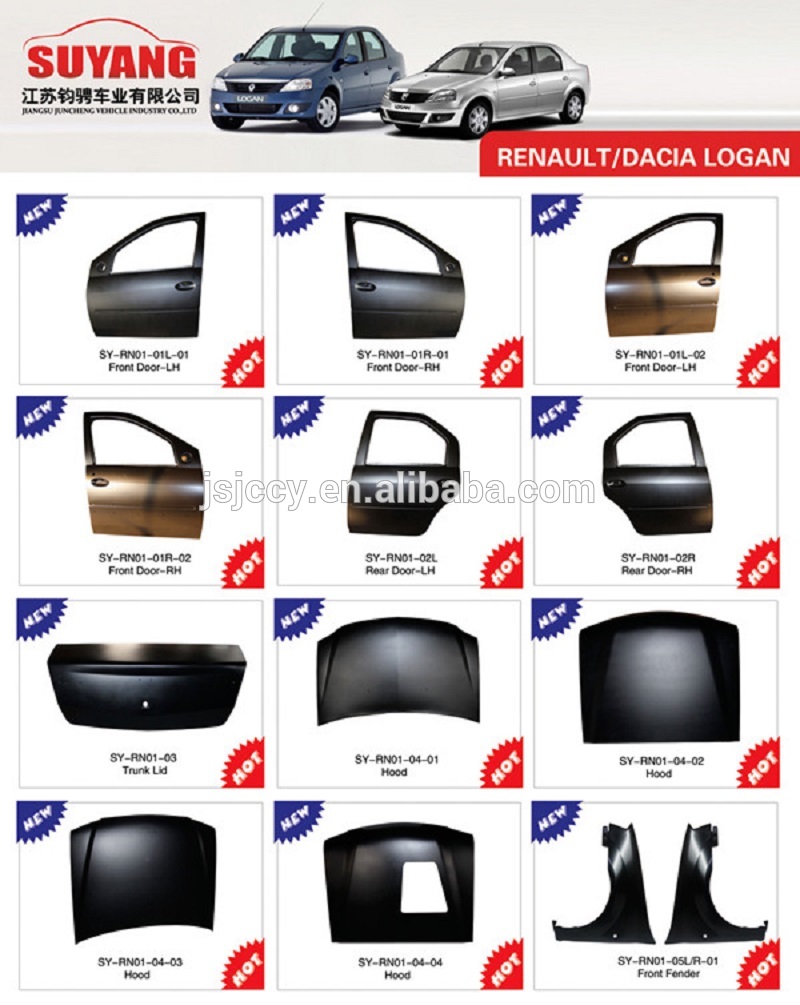 SUYANG
江苏钧骋车业有限公司
JIANGSU JUNCHENG VEHICLE INDUSTRY CO.,LTD
LOGAN
LOGAN
RENAULT/DACIA LOGAN
NEW
NEW
NEW
SY-RN01-01L-01
Front Door-LH
HOT
SY-RN01-01R-01
Front Door-RH
HOT
SY-RN01-01L-02
Front Door-LH
HOT
NEW
NEW
NEW
jsjccy.en.alibaba.com
SY-RN01-01R-02
Front Door-RH
HOT
SY-RN01-02L
Rear Door-LH
HOT
SY-RN01-02R
Rear Door-RH
HOT
NEW
NEW
NEW
SY-RN01-03
Trunk Lid
HOT
SY-RN01-04-01
Hood
HOT
SY-RN01-04-02
Hood
HOT
NEW
NEW
NEW
SY-RN01-04-03
Hood
HOT
SY-RN01-04-04
Hood
HOT
SY-RN01-05L/R-01
Front Fender
HOT